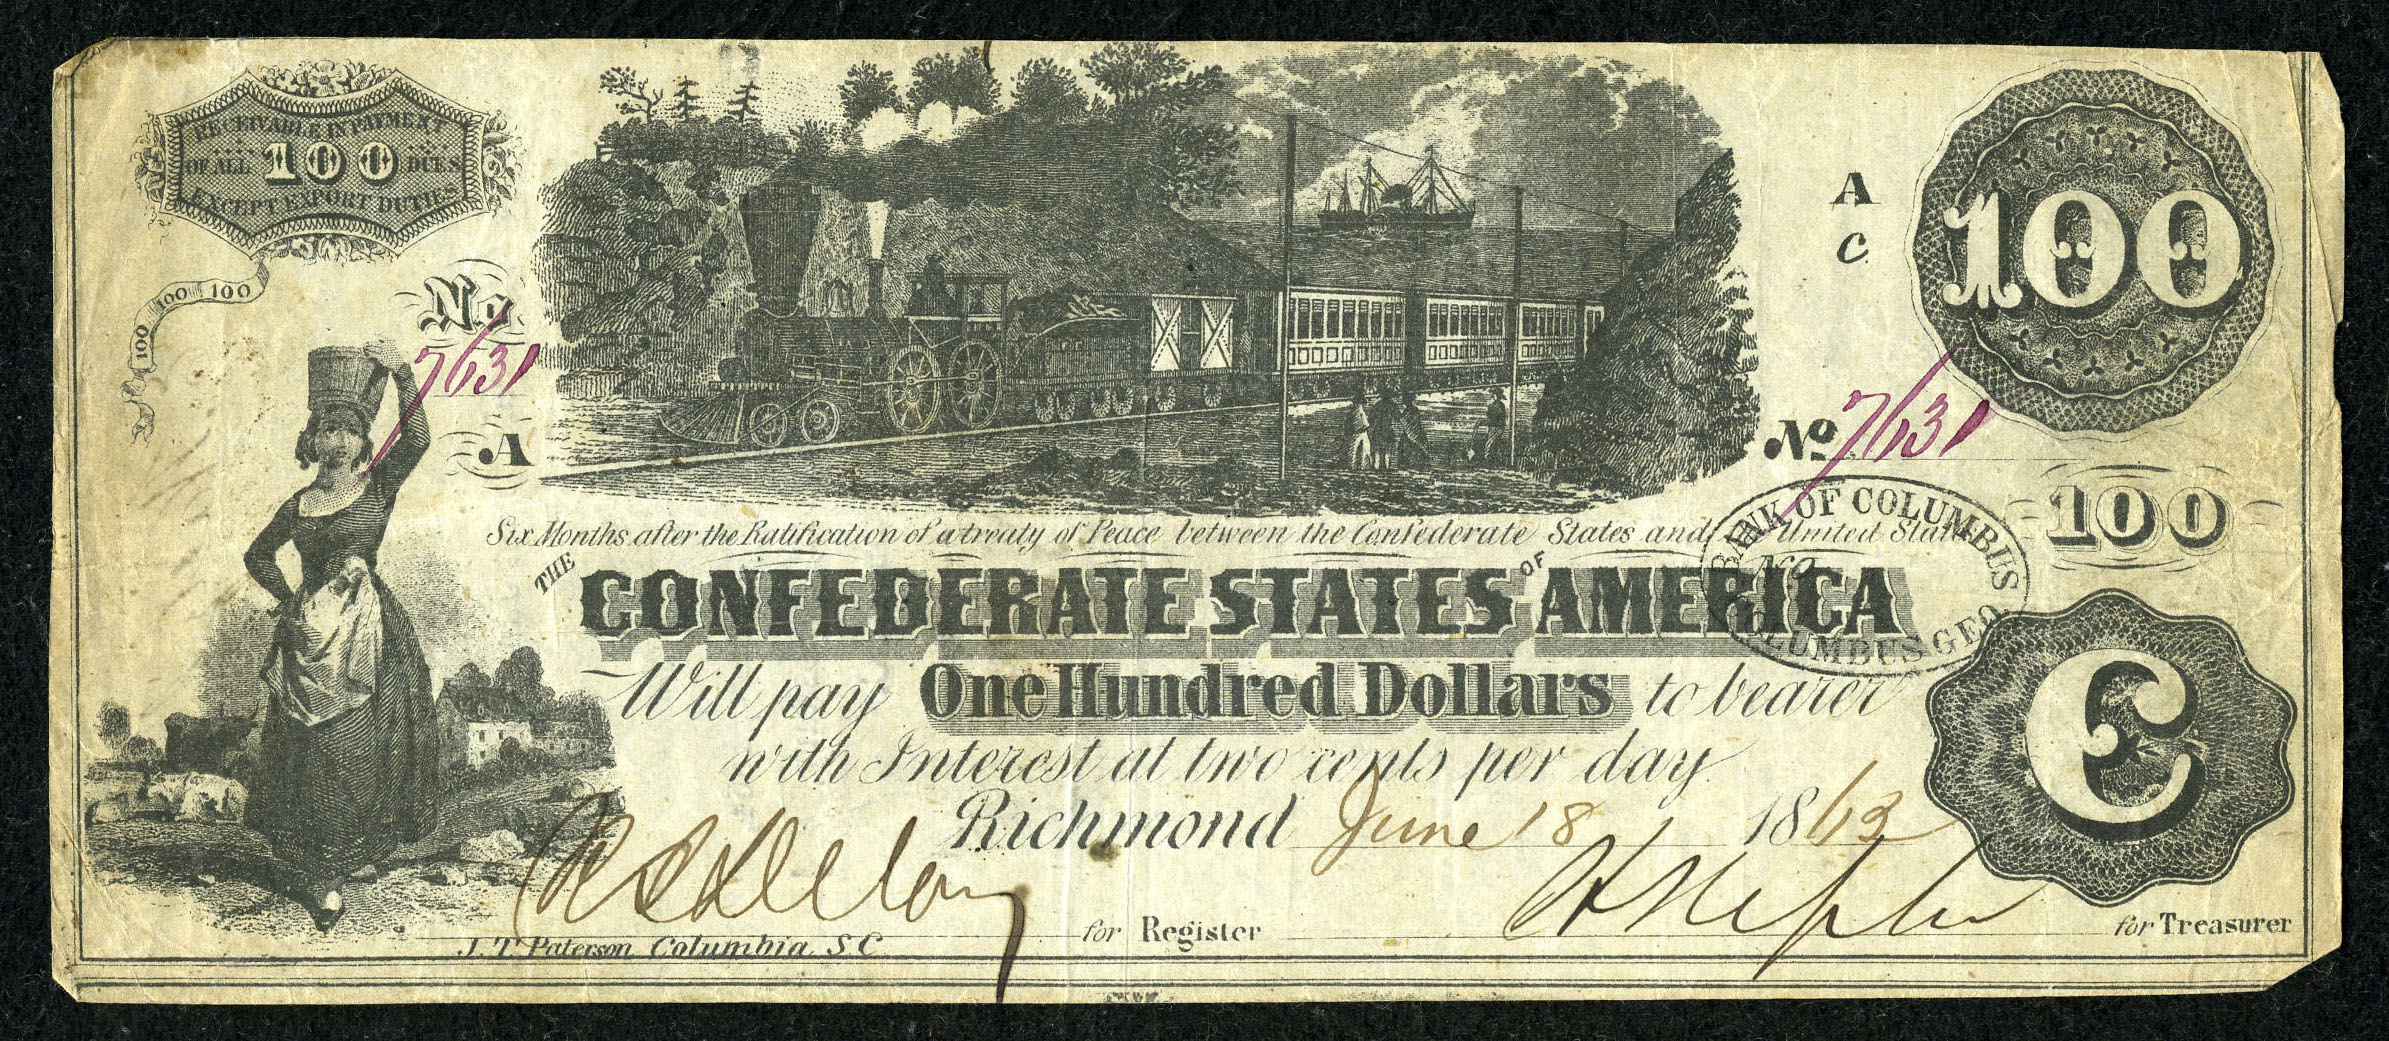 RECEIVABLE IN PAYMENT
OF ALL 100 DUES
EXCEPT EXPORT DUTIES
100 100 100
No.
7631
A
A
C
100
No 7631
100
BANK OF COLUMBUS
COLUMBUS GEO.
Six Months after the Ratification of a treaty of Peace between the Confederate States and United States
THE CONFEDERATE STATES OF AMERICA
Will pay One Hundred Dollars to bearer
with Interest at two cents per day
Richmond June 18 1863
C
for Register
for Treasurer
J. T. Paterson, Columbia, S. C.